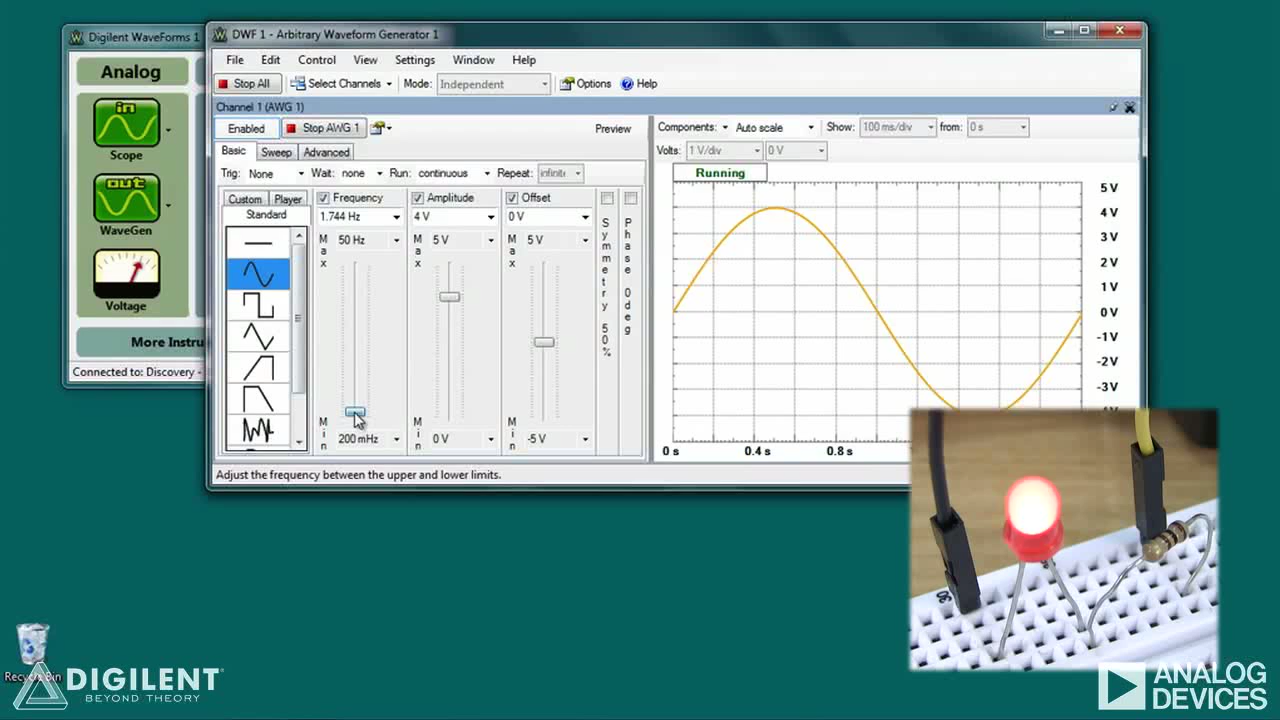 Digilent WaveForms 1
DWF 1 - Arbitrary Waveform Generator 1
File Edit Control View Settings Window Help
Stop All Select Channels Mode: Independent Options Help
Channel 1 (AWG 1)
Enabled Stop AWG 1 Preview
Basic Sweep Advanced
Trig: None Wait: none Run: continuous Repeat: infinite
Custom Player
Standard
Frequency Amplitude Offset
1.744 Hz 4 V 0 V
Max 50 Hz Max 5 V Max 5 V
Min 200 mHz Min 0 V Min -5 V
Symmetry 50%
Phase 0deg
Components: Auto scale Show: 100 ms/div from: 0 s
Volts: 1 V/div 0 V
Running
5 V
4 V
3 V
2 V
1 V
0 V
-1 V
-2 V
-3 V
0 s 0.4 s 0.8 s
Adjust the frequency between the upper and lower limits.
Analog
in
Scope
out
WaveGen
Voltage
More Instru
Connected to: Discovery -
30
Recycle Bin
DIGILENT
BEYOND THEORY
ANALOG
DEVICES